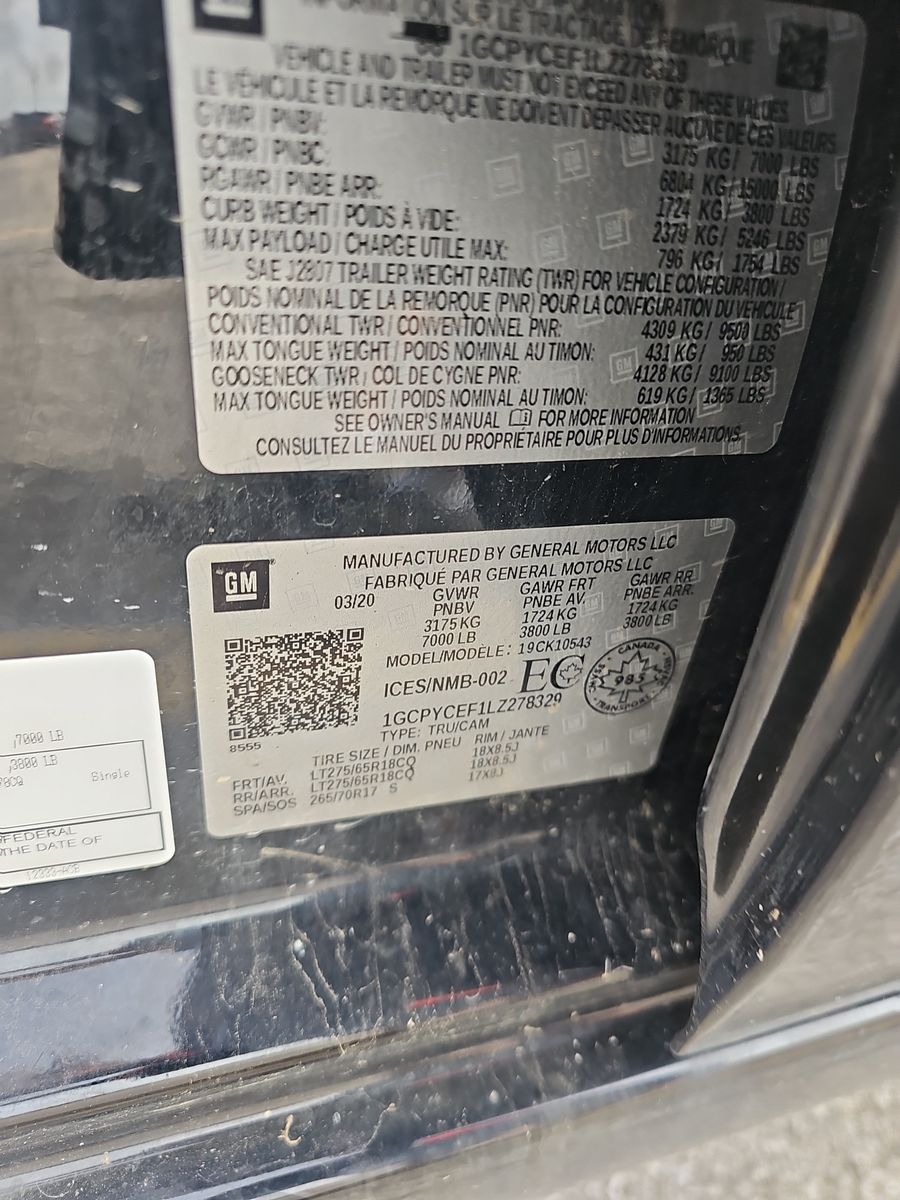 GM
INFORMATION SUR LE TRACTAGE DE REMORQUE
1GCPYCEF1LZ278329
VEHICLE AND TRAILER MUST NOT EXCEED ANY OF THESE VALUES
LE VÉHICULE ET LA REMORQUE NE DOIVENT DÉPASSER AUCUNE DE CES VALEURS
GVWR / PNBV: 3175 KG / 7000 LBS
GCWR / PNBC: 6804 KG / 15000 LBS
RGAWR / PNBE ARR: 1724 KG / 3800 LBS
CURB WEIGHT / POIDS À VIDE: 2379 KG / 5246 LBS
MAX PAYLOAD / CHARGE UTILE MAX: 796 KG / 1754 LBS
SAE J2807 TRAILER WEIGHT RATING (TWR) FOR VEHICLE CONFIGURATION /
POIDS NOMINAL DE LA REMORQUE (PNR) POUR LA CONFIGURATION DU VÉHICULE
CONVENTIONAL TWR / CONVENTIONNEL PNR: 4309 KG / 9500 LBS
MAX TONGUE WEIGHT / POIDS NOMINAL AU TIMON: 431 KG / 950 LBS
GOOSENECK TWR / COL DE CYGNE PNR: 4128 KG / 9100 LBS
MAX TONGUE WEIGHT / POIDS NOMINAL AU TIMON: 619 KG / 1365 LBS
SEE OWNER'S MANUAL FOR MORE INFORMATION
CONSULTEZ LE MANUEL DU PROPRIÉTAIRE POUR PLUS D'INFORMATIONS.
GM
MANUFACTURED BY GENERAL MOTORS LLC
FABRIQUÉ PAR GENERAL MOTORS LLC
03/20 GVWR GAWR FRT GAWR RR
PNBV PNBE AV. PNBE ARR.
3175 KG 1724 KG 1724 KG
7000 LB 3800 LB 3800 LB
MODEL/MODÈLE: 19CK10543
ICES/NMB-002 EC
CANADA
985
TRANSPORT
1GCPYCEF1LZ278329
8555 TYPE: TRU/CAM
TIRE SIZE / DIM. PNEU RIM / JANTE
FRT/AV. LT275/65R18CQ 18X8.5J
RR/ARR. LT275/65R18CQ 18X8.5J
SPA/SOS 265/70R17 S 17X8J
7000 LB
3800 LB
Single
FEDERAL
THE DATE OF